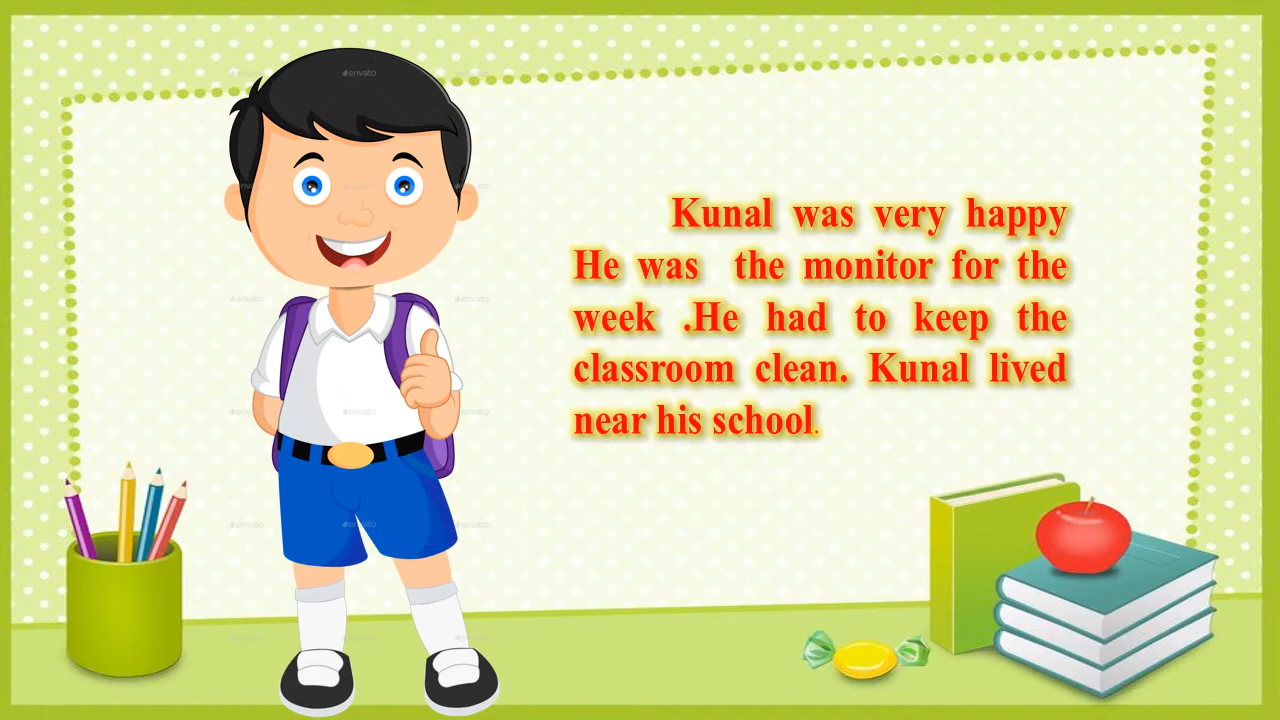 Kunal was very happy
He was the monitor for the
week .He had to keep the
classroom clean. Kunal lived
near his school.